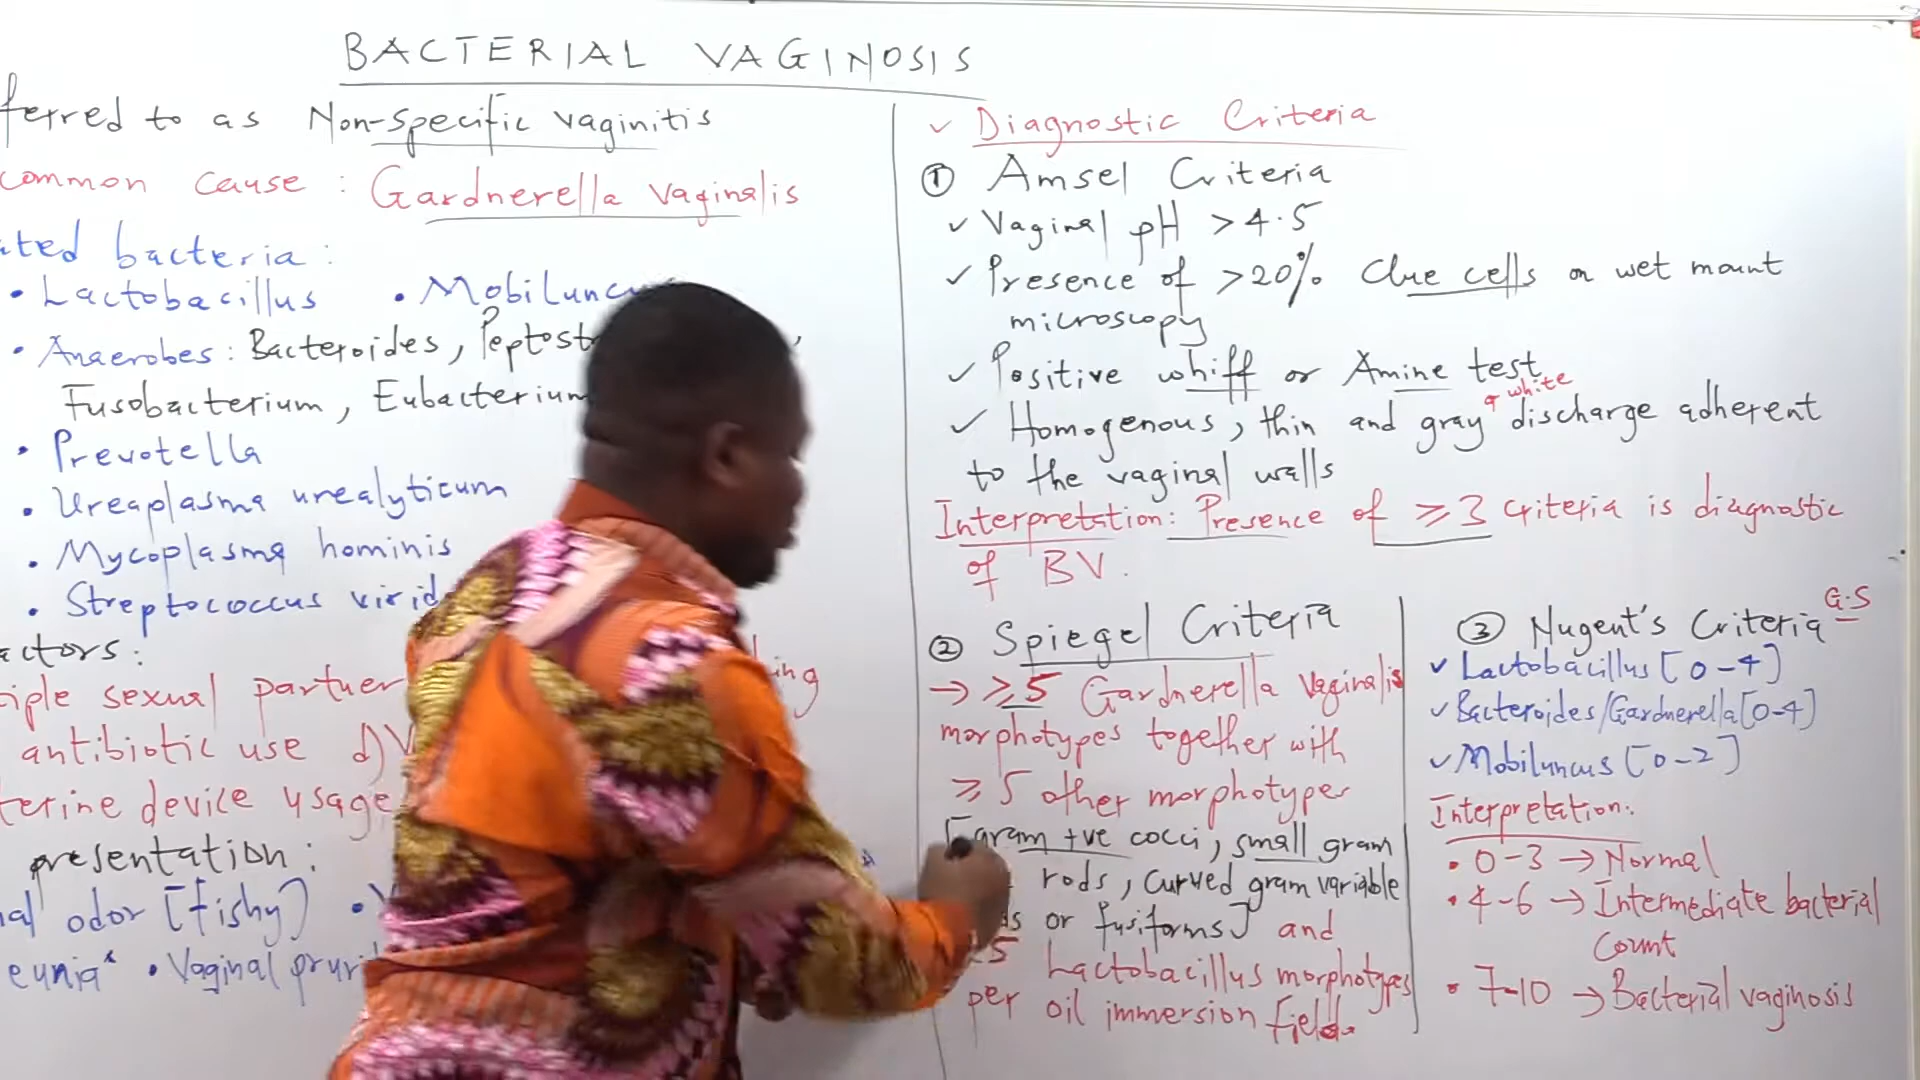 BACTERIAL VAGINOSIS
ferred to as Non-specific vaginitis
common cause : Gardnerella vaginalis
ated bacteria :
• Lactobacillus • Mobilunc
• Anaerobes : Bacteroides, Peptost
Fusobacterium, Eubacterium
• Prevotella
• Ureaplasma urealyticum
• Mycoplasma hominis
• Streptococcus virid
actors :
iple sexual partner
antibiotic use d) V
terine device usage
presentation :
nal odor [fishy] •
eunia • Vaginal pruri
✓ Diagnostic Criteria
① Amsel Criteria
✓ Vaginal pH > 4.5
✓ Presence of >20% Clue cells on wet mount
microscopy
✓ Positive whiff or Amine test
& white
✓ Homogenous, thin and gray discharge adherent
to the vaginal walls
Interpretation: Presence of ≥3 criteria is diagnostic
of BV.
② Spiegel Criteria
→ ≥5 Gardnerella Vaginalis
morphotypes together with
≥ 5 other morphotypes
[gram +ve cocci, small gram
rods, curved gram variable
or fusiforms] and
5 Lactobacillus morphotypes
per oil immersion field.
③ Nugent's Criteria G.S
✓ Lactobacillus [0-4]
✓ Bacteroides/Gardnerella [0-4]
✓ Mobiluncus [0-2]
Interpretation:
• 0-3 → Normal
• 4-6 → Intermediate bacterial
Count
• 7-10 → Bacterial vaginosis